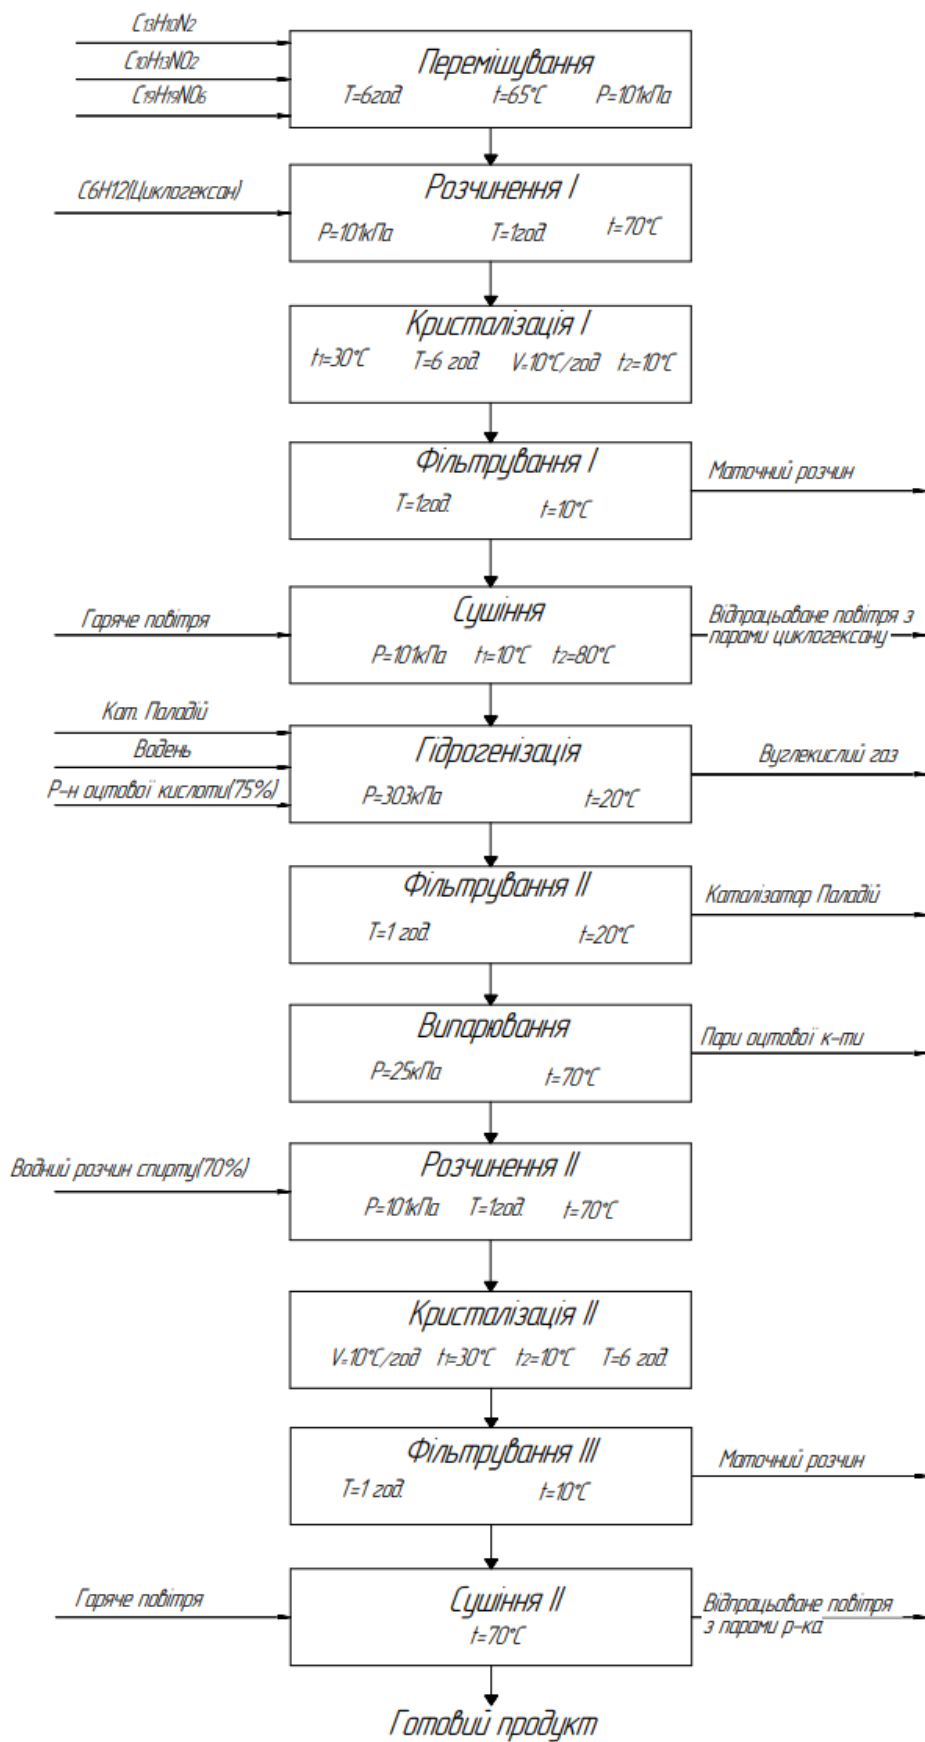 C13H10N2
C10H13NO2
C19H19NO6
Перемішування
T=6год. t=65°C P=101кПа
C6H12(Циклогексан)
Розчинення I
P=101кПа T=1год. t=70°C
Кристалізація I
t1=30°C T=6 год. V=10°C/год t2=10°C
Фільтрування I
T=1год. t=10°C
Маточний розчин
Гаряче повітря
Сушіння
P=101кПа t1=10°C t2=80°C
Відпрацьоване повітря з
парами циклогексану
Кат. Паладій
Водень
Р-н оцтової кислоти(75%)
Гідрогенізація
P=303кПа t=20°C
Вуглекислий газ
Фільтрування II
T=1 год. t=20°C
Каталізатор Паладій
Випарювання
P=25кПа t=70°C
Пари оцтової к-ти
Водний розчин спирту(70%)
Розчинення II
P=101кПа T=1год. t=70°C
Кристалізація II
V=10°C/год t1=30°C t2=10°C T=6 год.
Фільтрування III
T=1 год. t=10°C
Маточний розчин
Гаряче повітря
Сушіння II
t=70°C
Відпрацьоване повітря
з парами р-ка
Готовий продукт